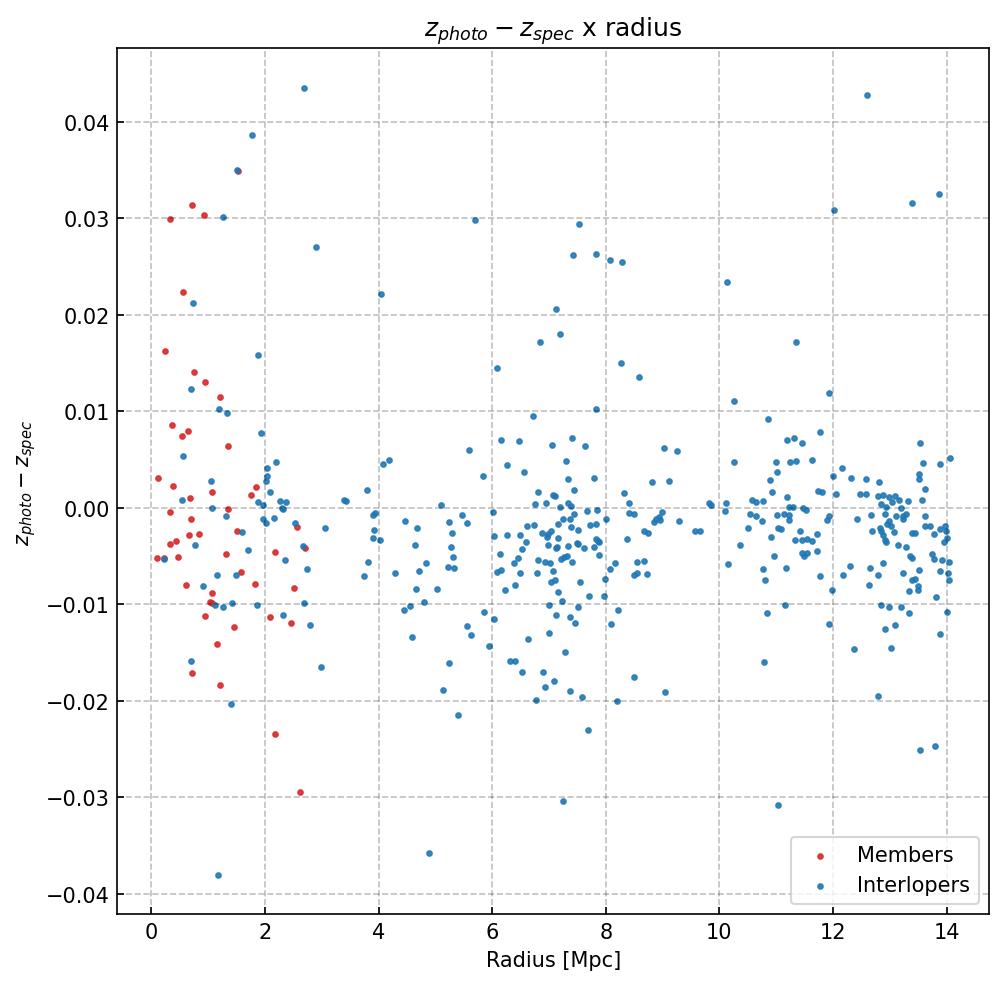 z_photo − z_spec x radius
z_photo − z_spec
0.04
0.03
0.02
0.01
0.00
−0.01
−0.02
−0.03
−0.04
0 2 4 6 8 10 12 14
Radius [Mpc]
Members
Interlopers